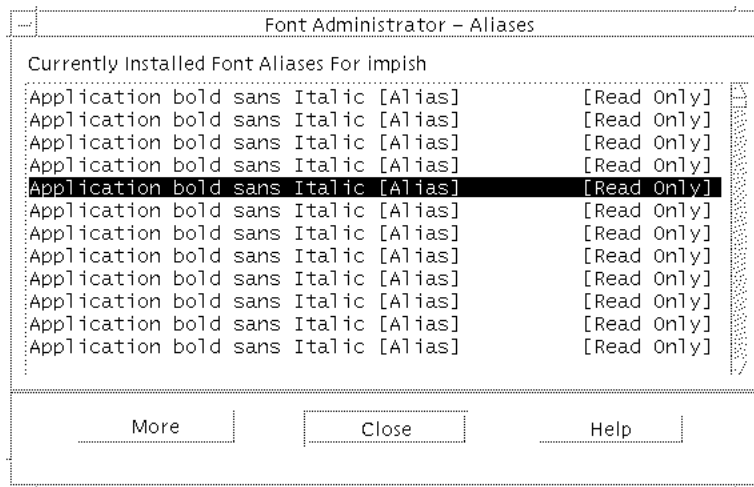 Font Administrator – Aliases
Currently Installed Font Aliases For impish
Application bold sans Italic [Alias] [Read Only]
Application bold sans Italic [Alias] [Read Only]
Application bold sans Italic [Alias] [Read Only]
Application bold sans Italic [Alias] [Read Only]
Application bold sans Italic [Alias] [Read Only]
Application bold sans Italic [Alias] [Read Only]
Application bold sans Italic [Alias] [Read Only]
Application bold sans Italic [Alias] [Read Only]
Application bold sans Italic [Alias] [Read Only]
Application bold sans Italic [Alias] [Read Only]
Application bold sans Italic [Alias] [Read Only]
Application bold sans Italic [Alias] [Read Only]
More Close Help